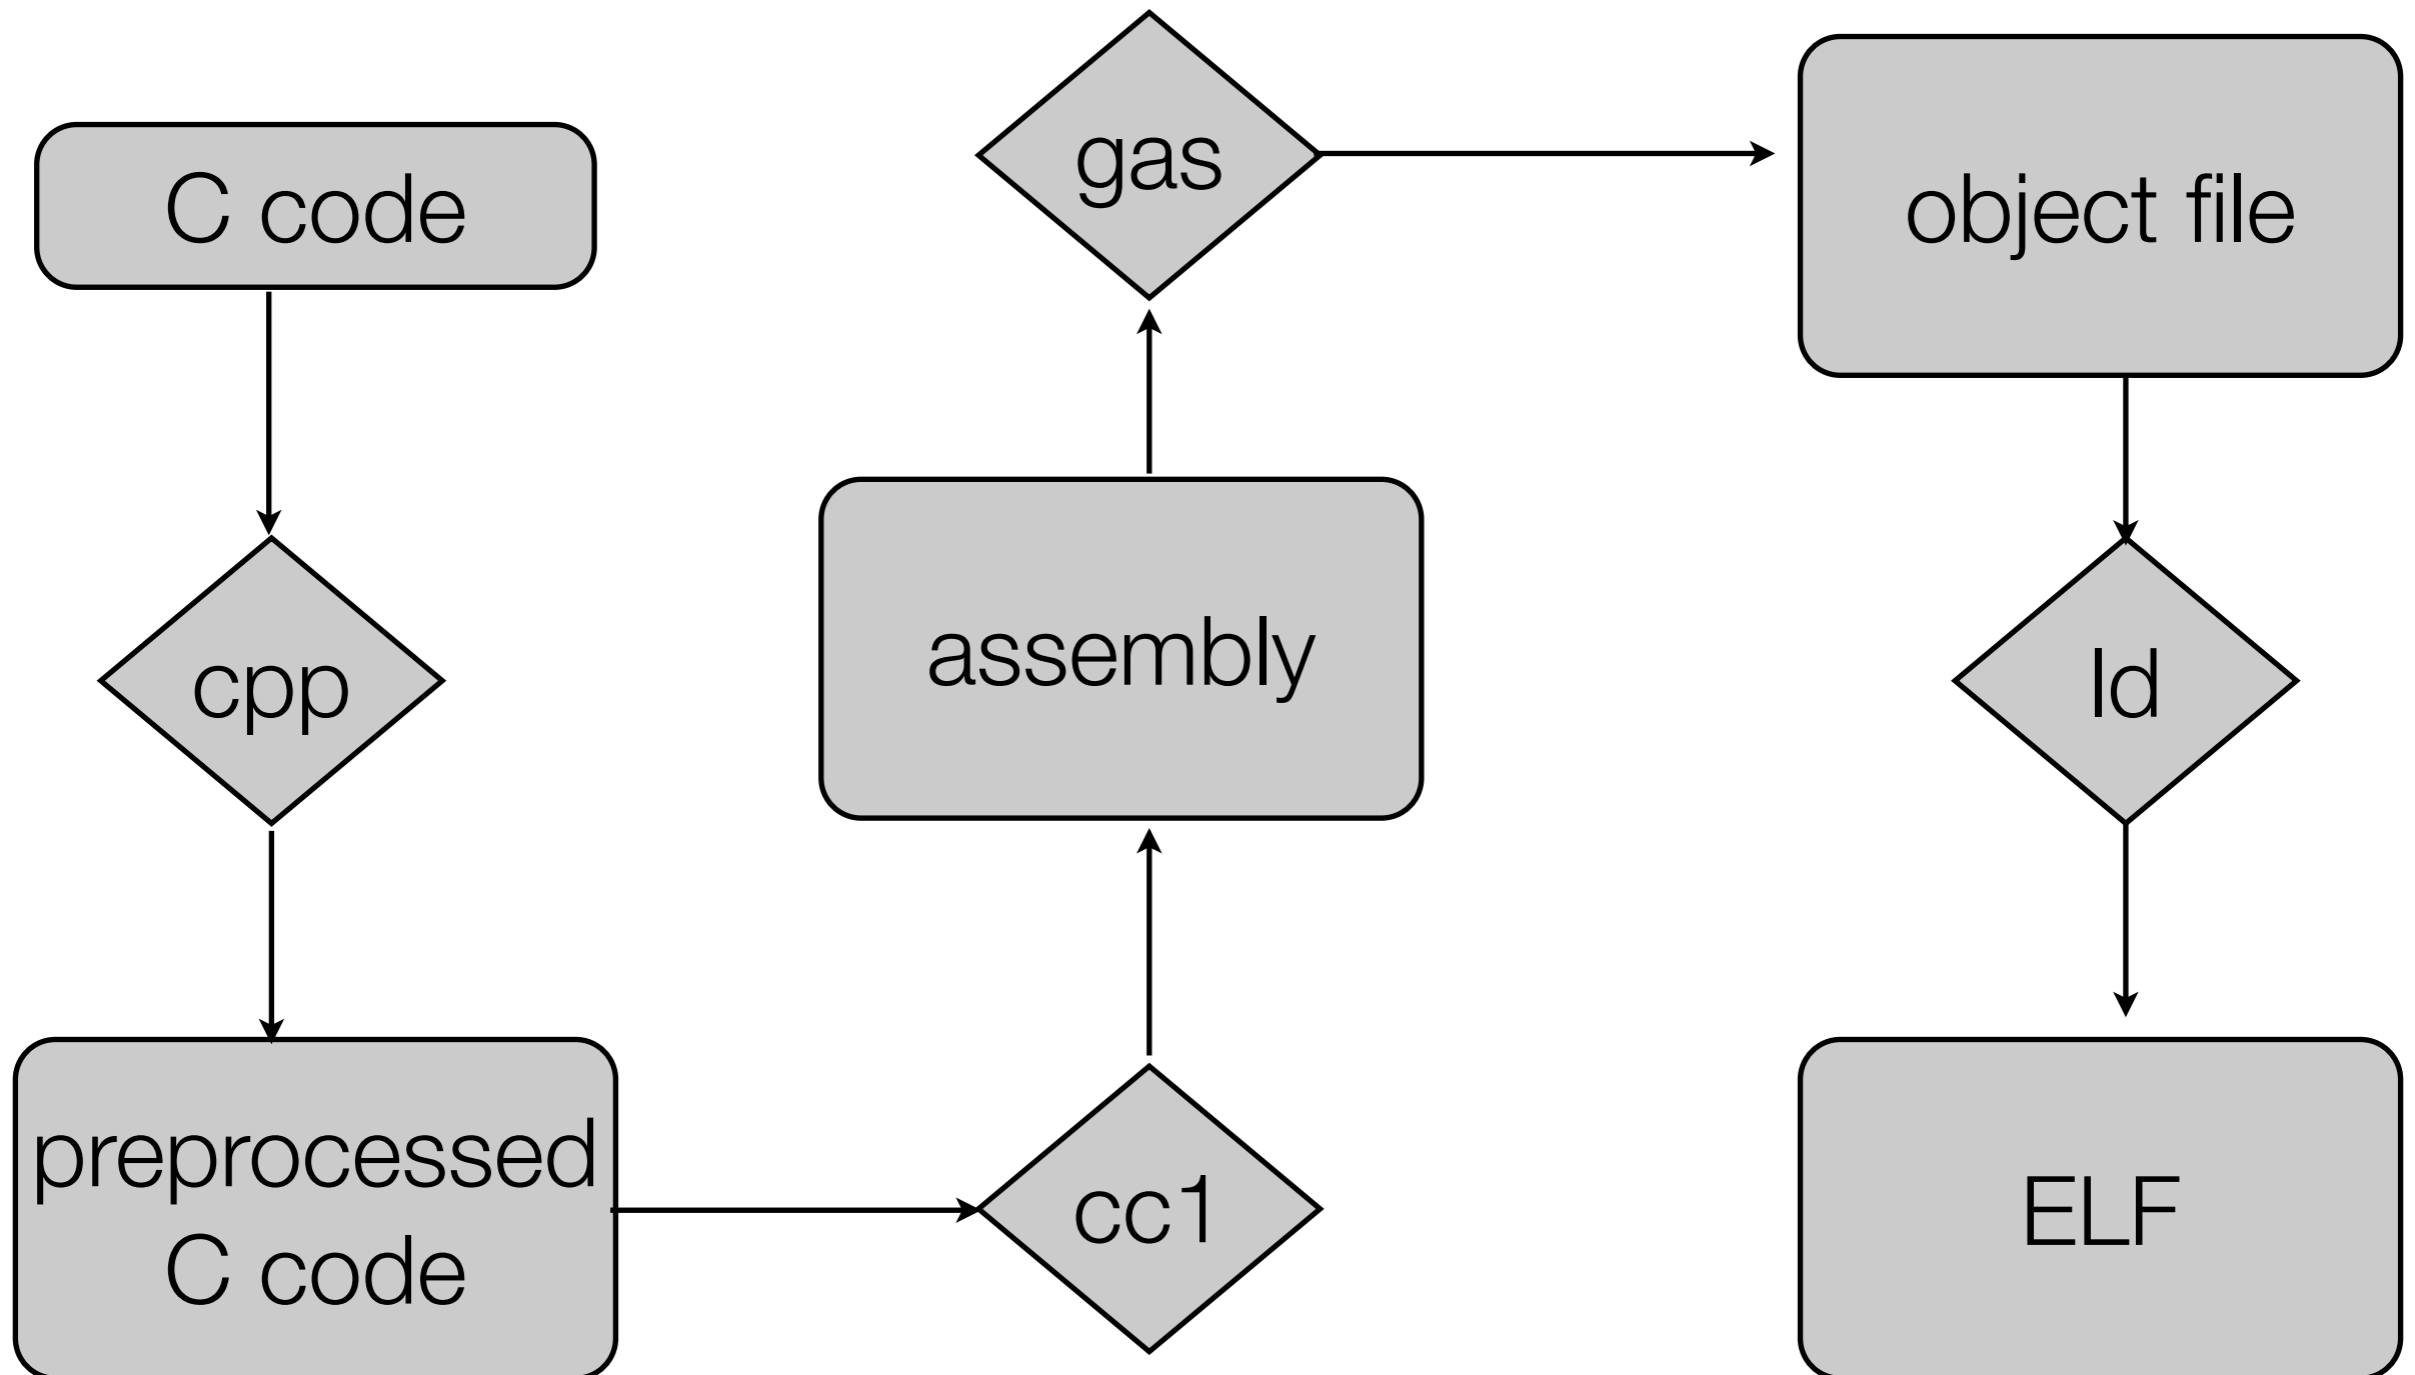 C code
cpp
preprocessed
C code
cc1
assembly
gas
object file
ld
ELF